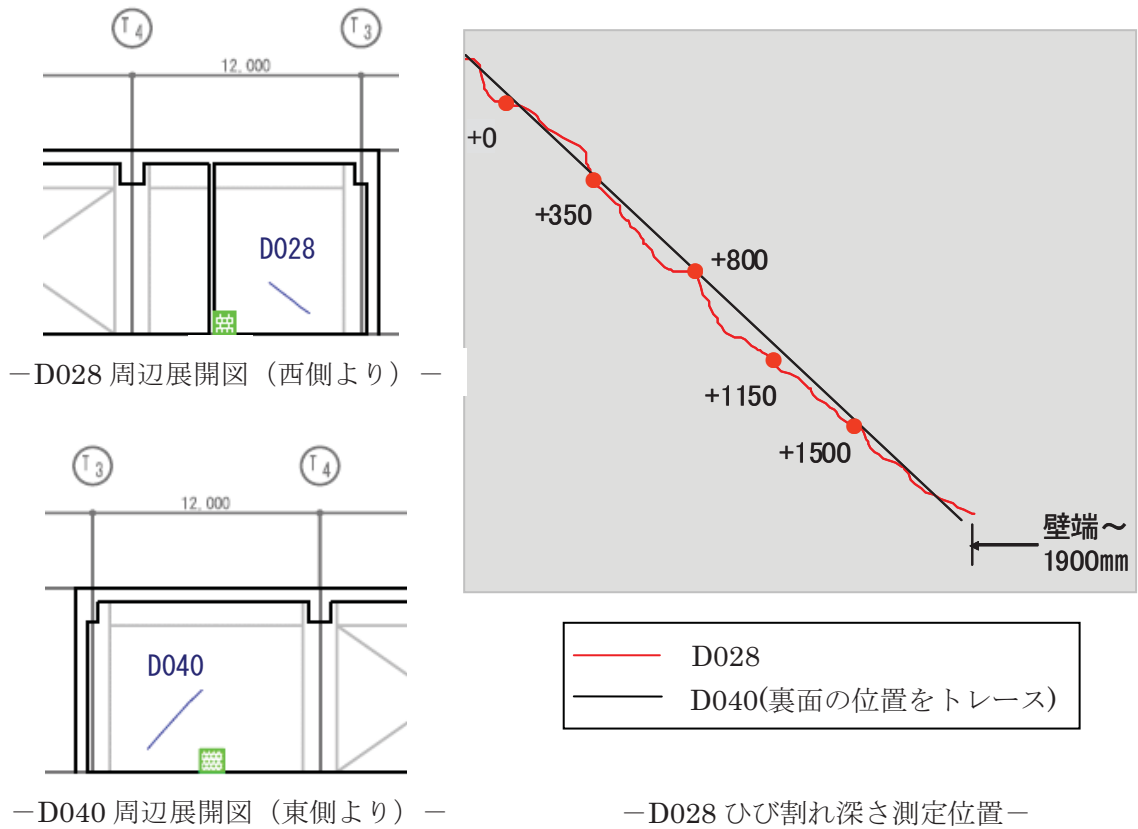 T4
T3
12,000
D028
－D028 周辺展開図（西側より）－
T3
T4
12,000
D040
－D040 周辺展開図（東側より）－
+0
+350
+800
+1150
+1500
壁端～
1900mm
D028
D040(裏面の位置をトレース)
－D028 ひび割れ深さ測定位置－